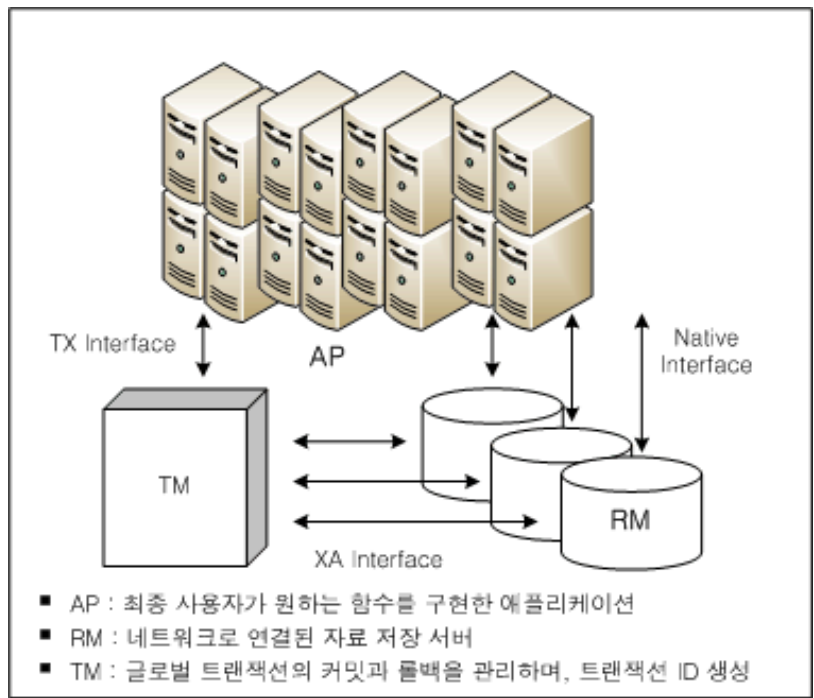 TX Interface
AP
Native
Interface
TM
RM
XA Interface
▪ AP : 최종 사용자가 원하는 함수를 구현한 애플리케이션
▪ RM : 네트워크로 연결된 자료 저장 서버
▪ TM : 글로벌 트랜잭션의 커밋과 롤백을 관리하며, 트랜잭션 ID 생성